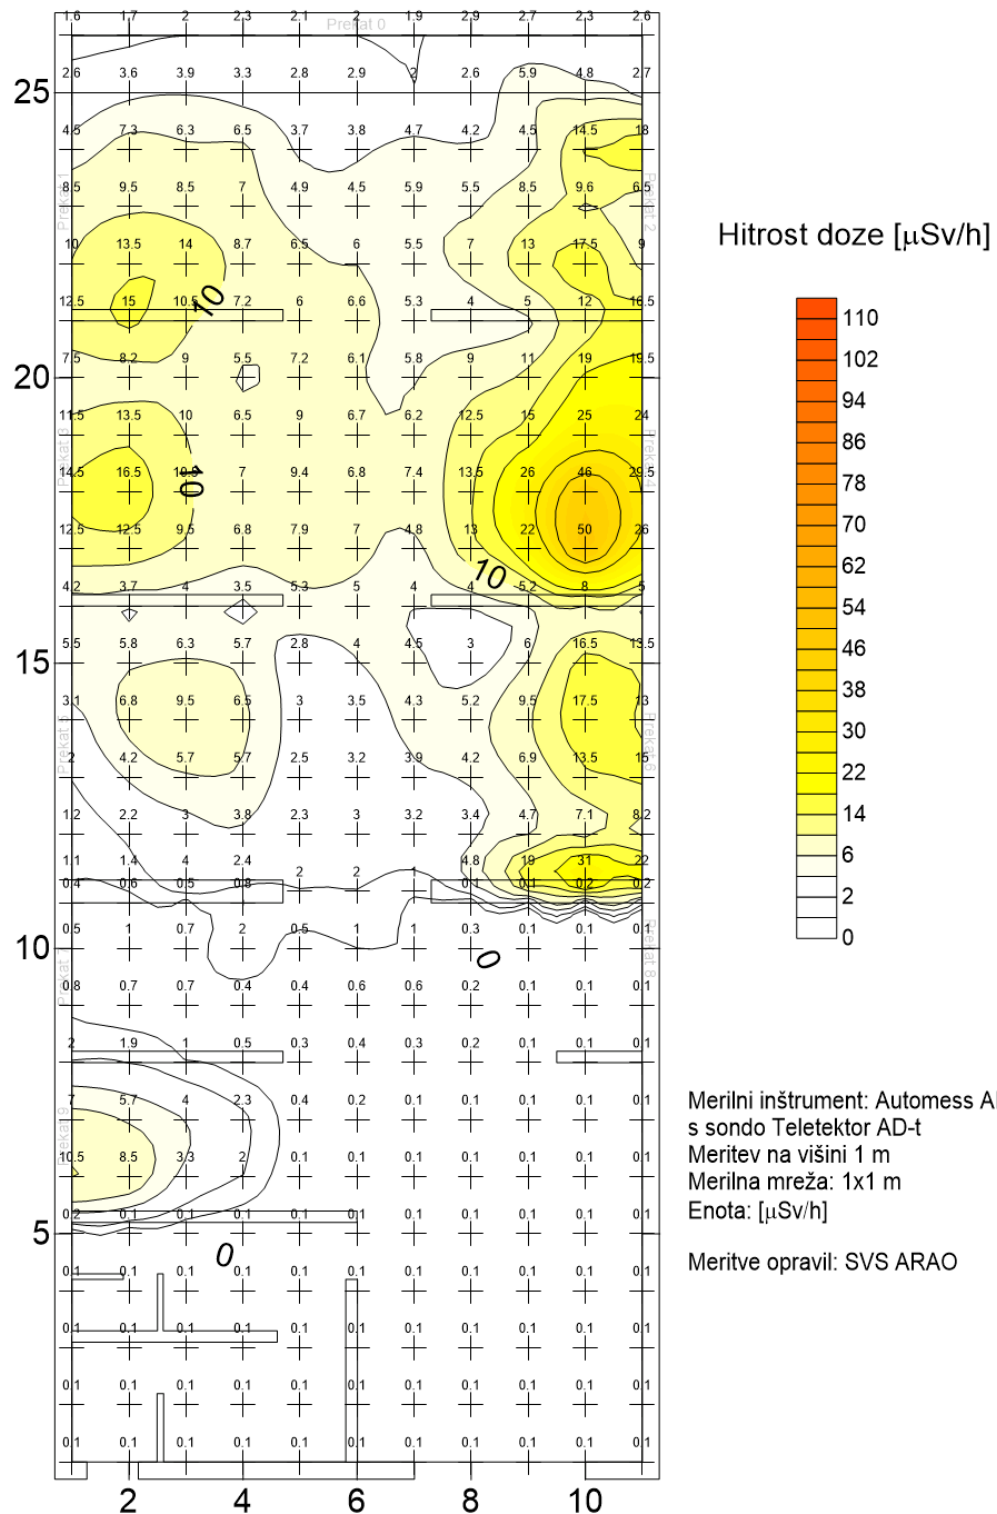 1.6 1.7 2 2.3 2.1 2 1.9 2.9 2.7 2.3 2.6
Prekat 0
2.6 3.6 3.9 3.3 2.8 2.9 2 2.6 5.9 4.8 2.7
25
4.5 7.3 6.3 6.5 3.7 3.8 4.7 4.2 4.5 14.5 18
8.5 9.5 8.5 7 4.9 4.5 5.9 5.5 8.5 9.6 6.5
Prekat 1 Prekat 2
10 13.5 14 8.7 6.5 6 5.5 7 13 17.5 9
12.5 15 10.5 7.2 6 6.6 5.3 4 5 12 16.5
10
7.5 8.2 9 5.5 7.2 6.1 5.8 9 11 19 19.5
20
11.5 13.5 10 6.5 9 6.7 6.2 12.5 15 25 24
Prekat 3 Prekat 4
14.5 16.5 10.5 7 9.4 6.8 7.4 13.5 26 46 29.5
10
12.5 12.5 9.5 6.8 7.9 7 4.8 13 22 50 26
10
4.2 3.7 4 3.5 5.3 5 4 4 5.2 8 5
5.5 5.8 6.3 5.7 2.8 4 4.5 3 6 16.5 13.5
15
3.1 6.8 9.5 6.5 3 3.5 4.3 5.2 9.5 17.5 13
Prekat 5 Prekat 6
2 4.2 5.7 5.7 2.5 3.2 3.9 4.2 6.9 13.5 15
1.2 2.2 3 3.8 2.3 3 3.2 3.4 4.7 7.1 8.2
1.1 1.4 4 2.4 2 2 1 4.8 19 31 22
0.4 0.6 0.5 0.8 0.1 0.1 0.2 0.2
0.5 1 0.7 2 0.5 1 1 0.3 0.1 0.1 0.1
10
0
Prekat 7 Prekat 8
0.8 0.7 0.7 0.4 0.4 0.6 0.6 0.2 0.1 0.1 0.1
2 1.9 1 0.5 0.3 0.4 0.3 0.2 0.1 0.1 0.1
7 5.7 4 2.3 0.4 0.2 0.1 0.1 0.1 0.1 0.1
Prekat 9
10.5 8.5 3.3 2 0.1 0.1 0.1 0.1 0.1 0.1 0.1
0.2 0.1 0.1 0.1 0.1 0.1 0.1 0.1 0.1 0.1 0.1
5
0
0.1 0.1 0.1 0.1 0.1 0.1 0.1 0.1 0.1 0.1 0.1
0.1 0.1 0.1 0.1 0.1 0.1 0.1 0.1 0.1 0.1 0.1
0.1 0.1 0.1 0.1 0.1 0.1 0.1 0.1 0.1 0.1 0.1
0.1 0.1 0.1 0.1 0.1 0.1 0.1 0.1 0.1 0.1 0.1
2 4 6 8 10
Hitrost doze [μSv/h]
110
102
94
86
78
70
62
54
46
38
30
22
14
6
2
0
Merilni inštrument: Automess
s sondo Teletektor AD-t
Meritev na višini 1 m
Merilna mreža: 1x1 m
Enota: [μSv/h]
Meritve opravil: SVS ARAO